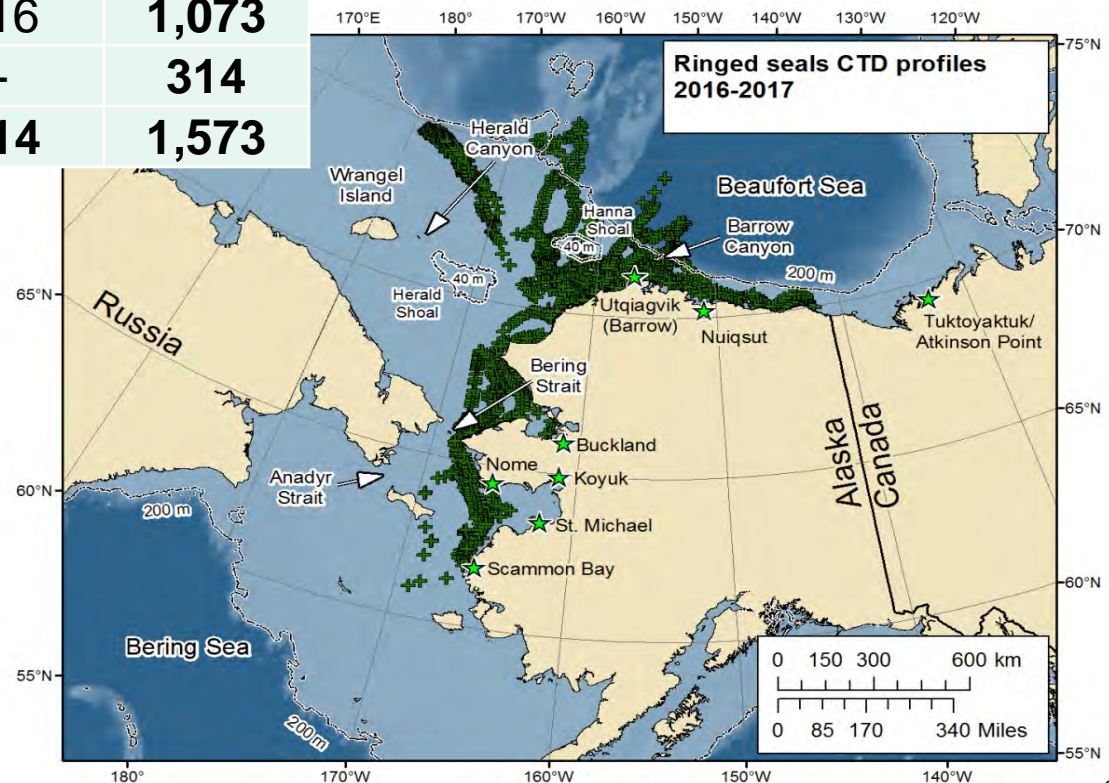 16 1,073
- 314
14 1,573
170°E 180° 170°W 160°W 150°W 140°W 130°W 120°W
Ringed seals CTD profiles
2016-2017
75°N
Herald
Canyon
Wrangel
Island
Beaufort Sea
Hanna
Shoal
Barrow
Canyon
70°N
40 m
40 m
200 m
65°N
Herald
Shoal
Utqiagvik
(Barrow)
Nuiqsut
Tuktoyaktuk/
Atkinson Point
Russia
Bering
Strait
65°N
Alaska
Canada
Buckland
Nome
Koyuk
Anadyr
Strait
60°N
200 m
St. Michael
Scammon Bay
60°N
Bering Sea
55°N
200 m
0 150 300 600 km
0 85 170 340 Miles
55°N
180° 170°W 160°W 150°W 140°W